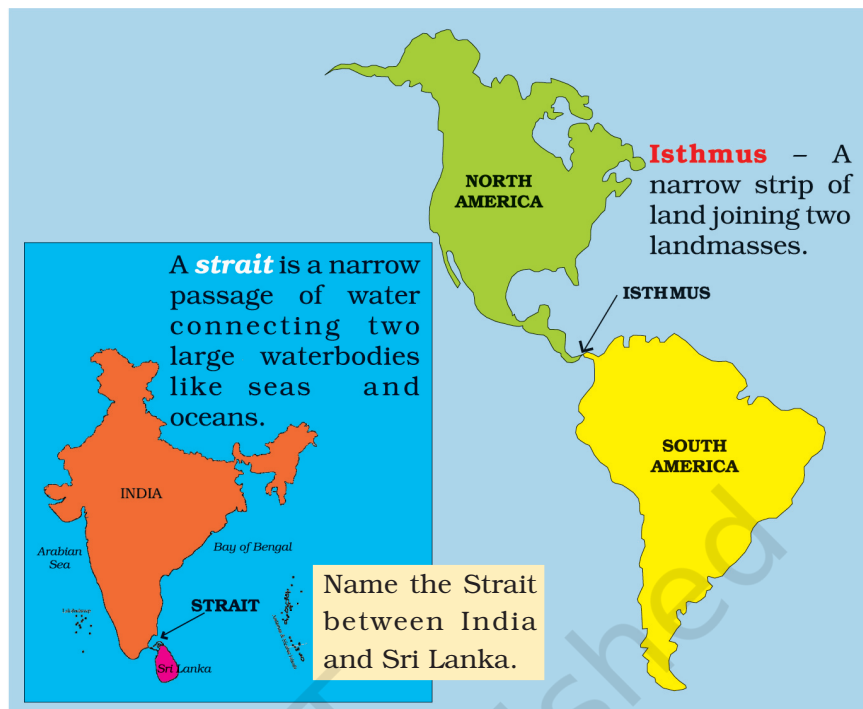 NORTH
AMERICA
Isthmus – A
narrow strip of
land joining two
landmasses.
ISTHMUS
SOUTH
AMERICA
A strait is a narrow
passage of water
connecting two
large waterbodies
like seas and
oceans.
INDIA
Arabian
Sea
Bay of Bengal
STRAIT
Sri Lanka
Name the Strait
between India
and Sri Lanka.